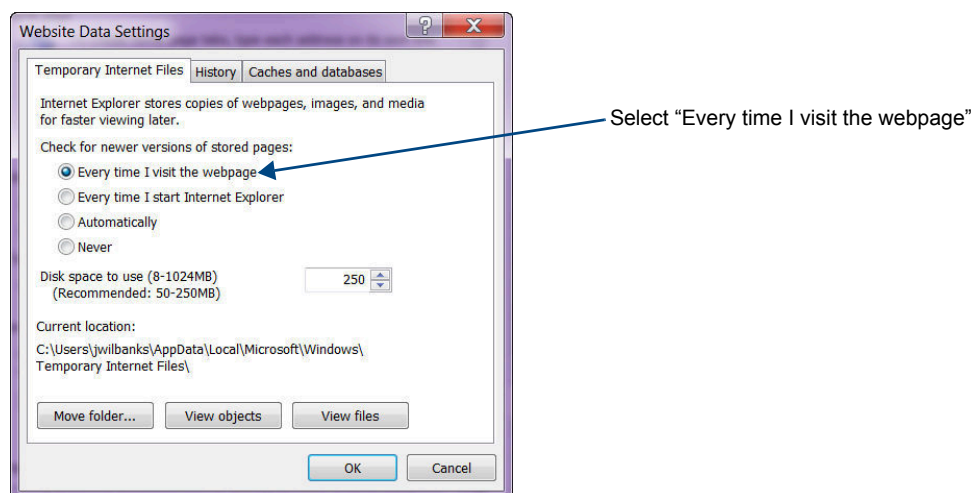 Website Data Settings
Temporary Internet Files History Caches and databases
Internet Explorer stores copies of webpages, images, and media
for faster viewing later.
Select “Every time I visit the webpage”
Check for newer versions of stored pages:
Every time I visit the webpage
Every time I start Internet Explorer
Automatically
Never
Disk space to use (8-1024MB) 250
(Recommended: 50-250MB)
Current location:
C:\Users\jwilbanks\AppData\Local\Microsoft\Windows\
Temporary Internet Files\
Move folder... View objects View files
OK Cancel